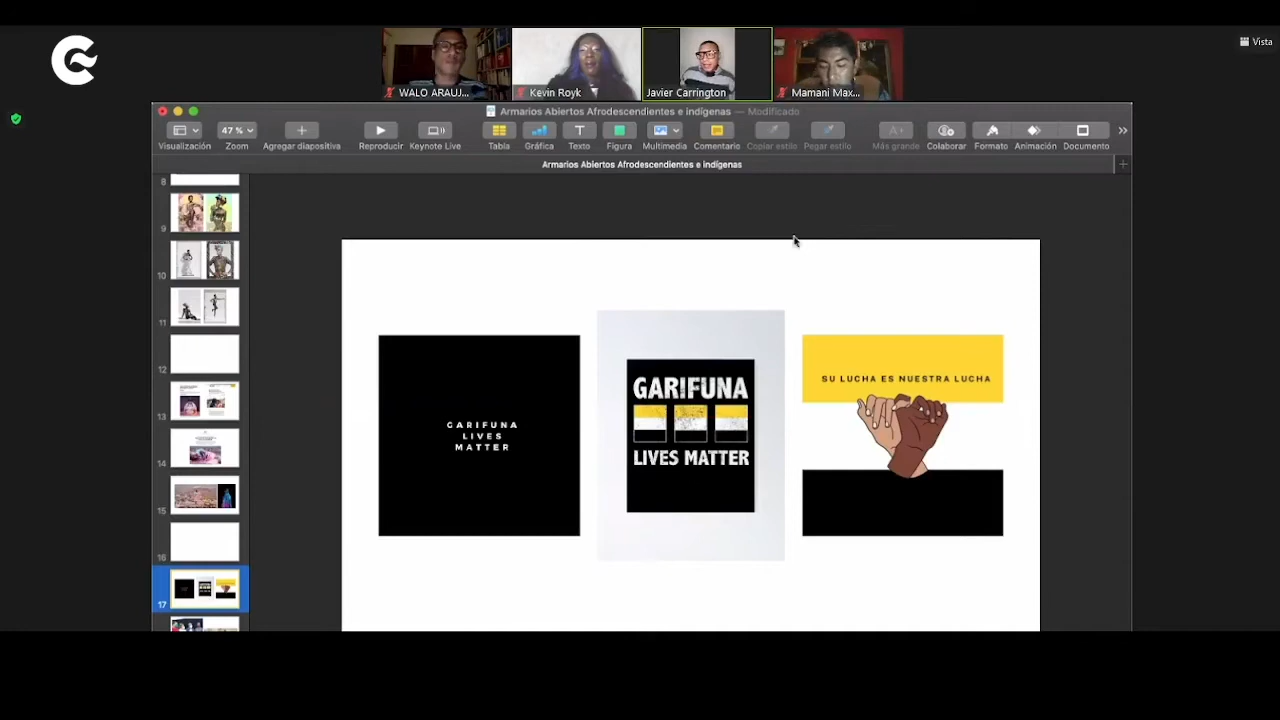 Vista
WALO ARAUJ...
Kevin Royk
Javier Carrington
Mamani Max...
Armarios Abiertos Afrodescendientes e indígenas — Modificado
47 %
Visualización
Zoom
Agregar diapositiva
Reproducir
Keynote Live
Tabla
Gráfica
Texto
Figura
Multimedia
Comentario
Copiar estilo
Pegar estilo
Más grande
Colaborar
Formato
Animación
Documento
Armarios Abiertos Afrodescendientes e indígenas
8
9
10
11
12
13
14
15
16
17
GARIFUNA
LIVES
MATTER
GARIFUNA
LIVES MATTER
SU LUCHA ES NUESTRA LUCHA